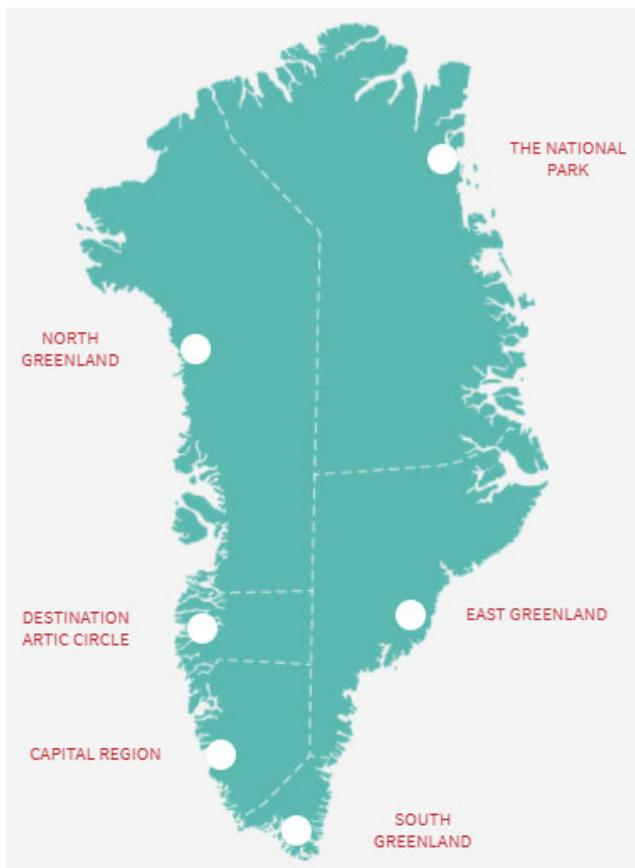 THE NATIONAL
PARK
NORTH
GREENLAND
DESTINATION
ARTIC CIRCLE
EAST GREENLAND
CAPITAL REGION
SOUTH
GREENLAND